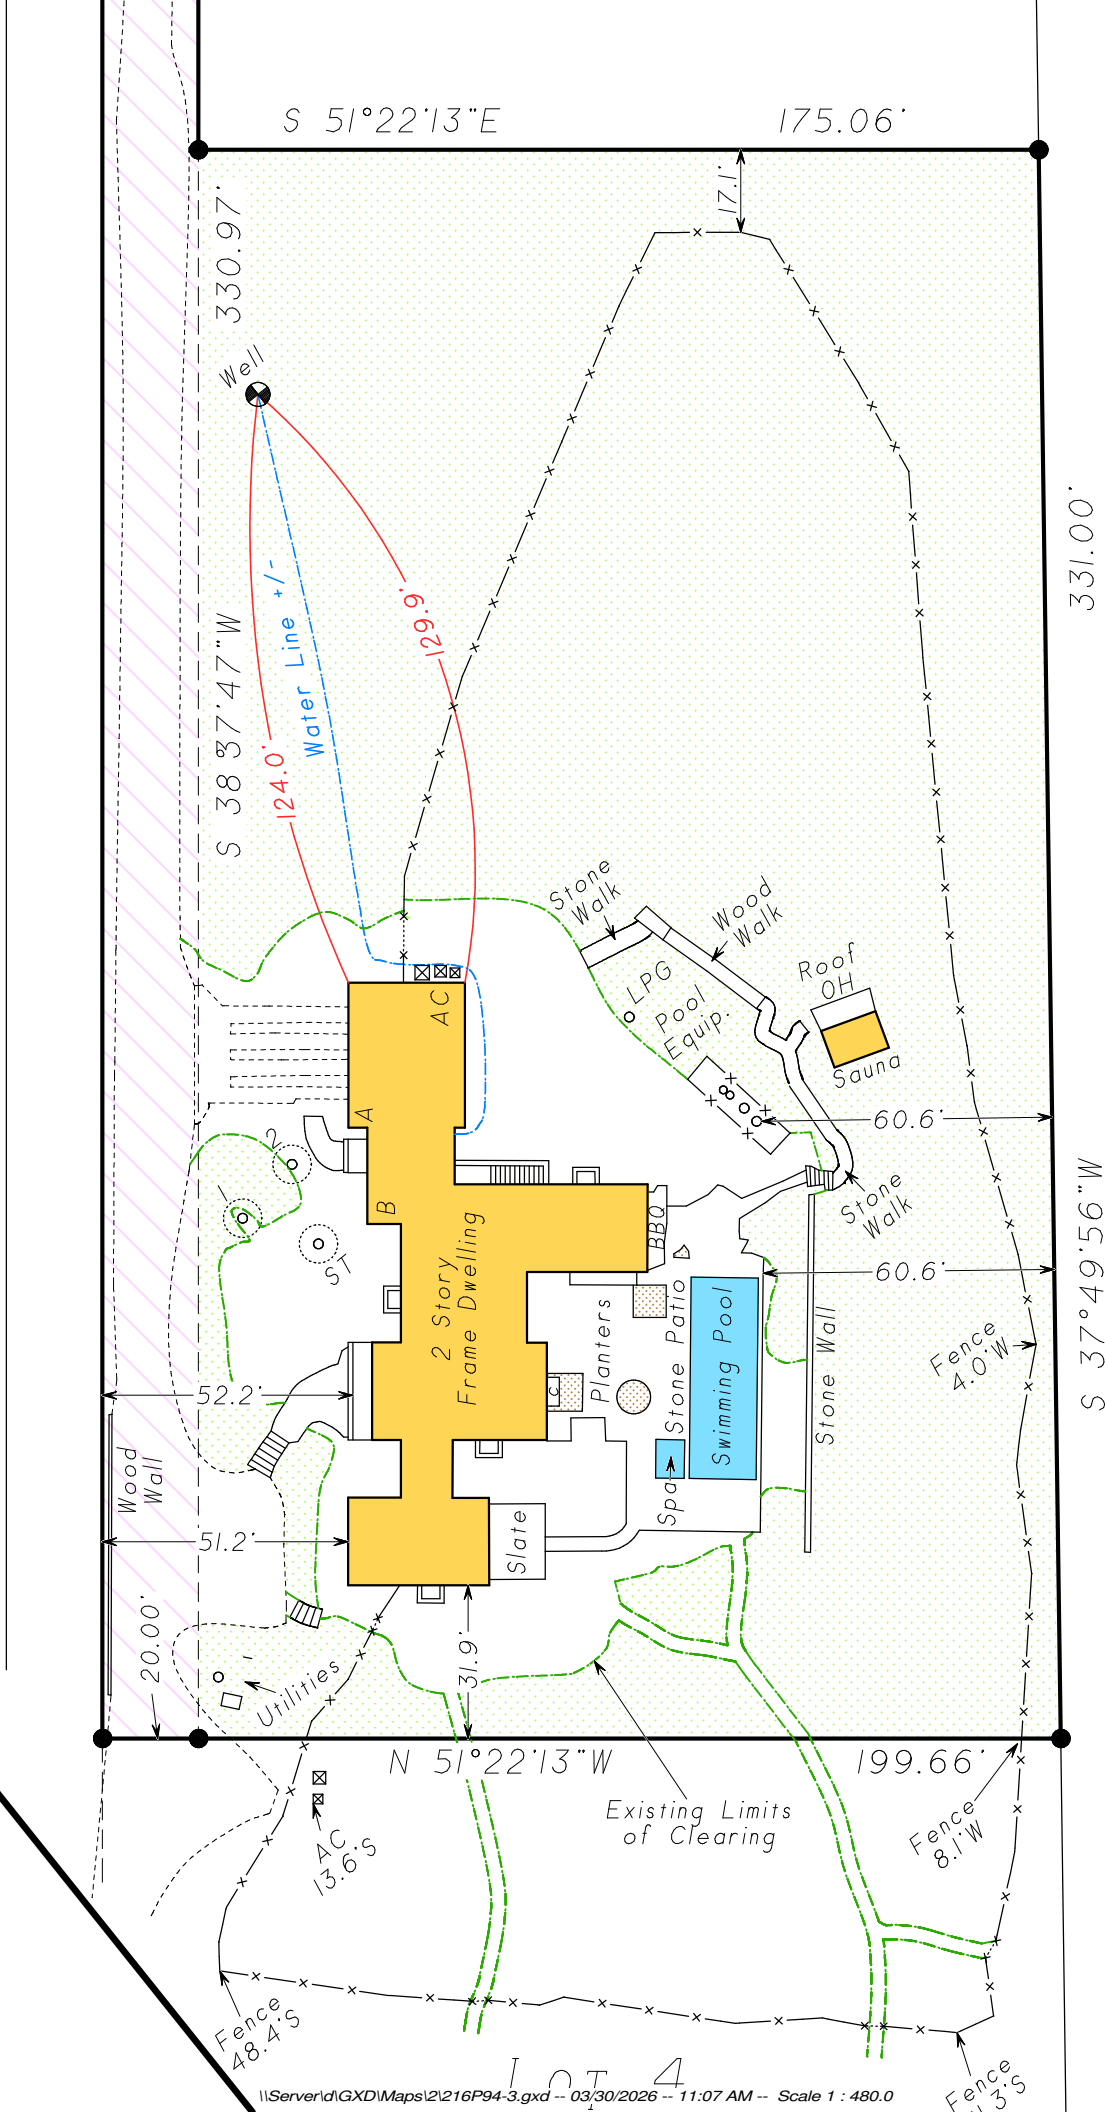 S 51°22'13"E
175.06'
17.1'
330.97'
Well
331.00'
Water Line +/-
129.9'
S 38°37'47"W
124.0'
Stone
Walk
Wood
Walk
LPG
Pool
Equip.
Roof
OH
Sauna
AC
A
60.6'
2
1
B
ST
BBQ
Stone
Walk
S 37°49'56"W
2 Story
Frame Dwelling
60.6'
Planters
Stone Patio
Swimming Pool
Stone Wall
Fence
4.0'W
C
52.2'
Wood
Wall
Spa
Slate
51.2'
20.00'
31.9'
Utilities
N 51°22'13"W
199.66'
Existing Limits
of Clearing
Fence
8.1'W
AC
13.6'S
Fence
48.4'S
Lot 4
Fence
\\Server\d\GXD\Maps\2\216P94-3.gxd -- 03/30/2026 -- 11:07 AM -- Scale 1 : 480.0